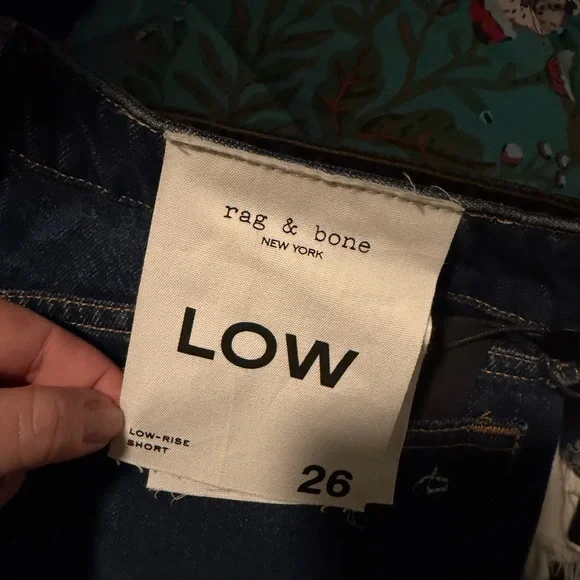 rag & bone
NEW YORK
LOW
LOW-RISE
SHORT
26